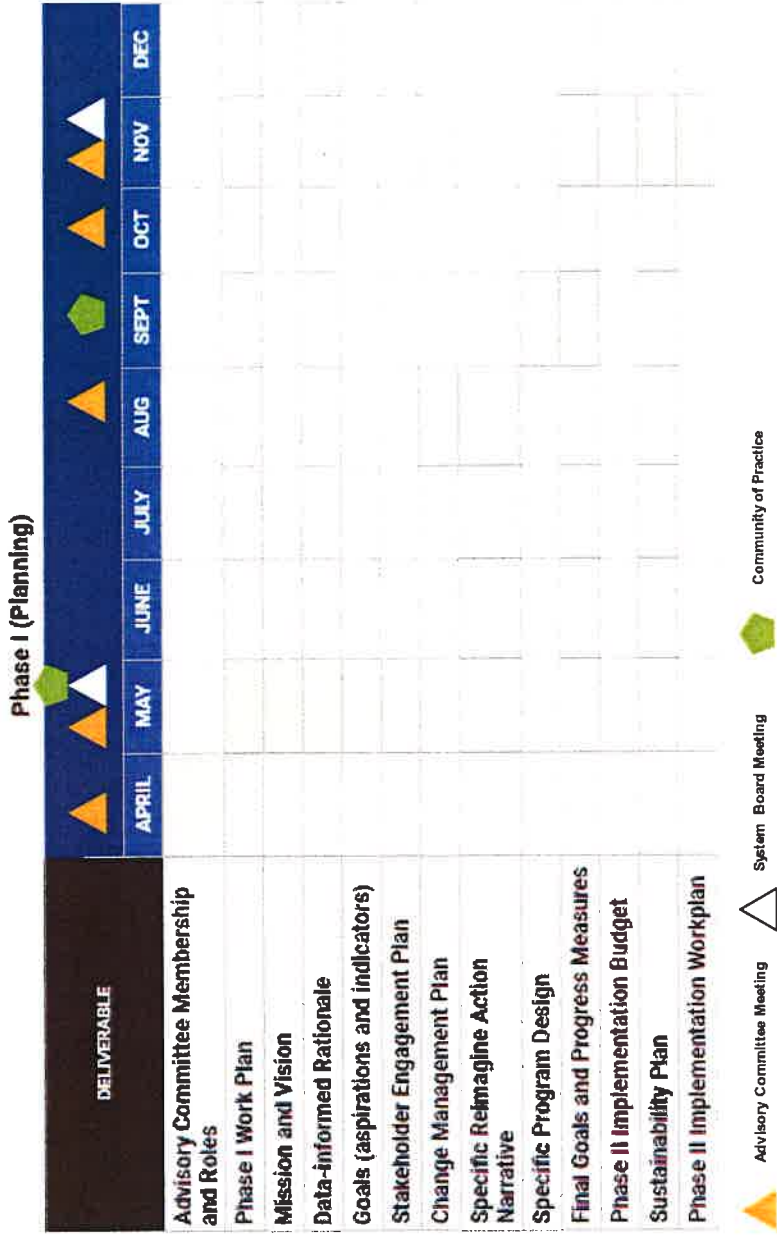 Phase I (Planning)
DELIVERABLE
APRIL
MAY
JUNE
JULY
AUG
SEPT
OCT
NOV
DEC
Advisory Committee Membership
and Roles
Phase I Work Plan
Mission and Vision
Data-informed Rationale
Goals (aspirations and indicators)
Stakeholder Engagement Plan
Change Management Plan
Specific Reimagine Action
Narrative
Specific Program Design
Final Goals and Progress Measures
Phase II Implementation Budget
Sustainability Plan
Phase II Implementation Workplan
Advisory Committee Meeting
System Board Meeting
Community of Practice